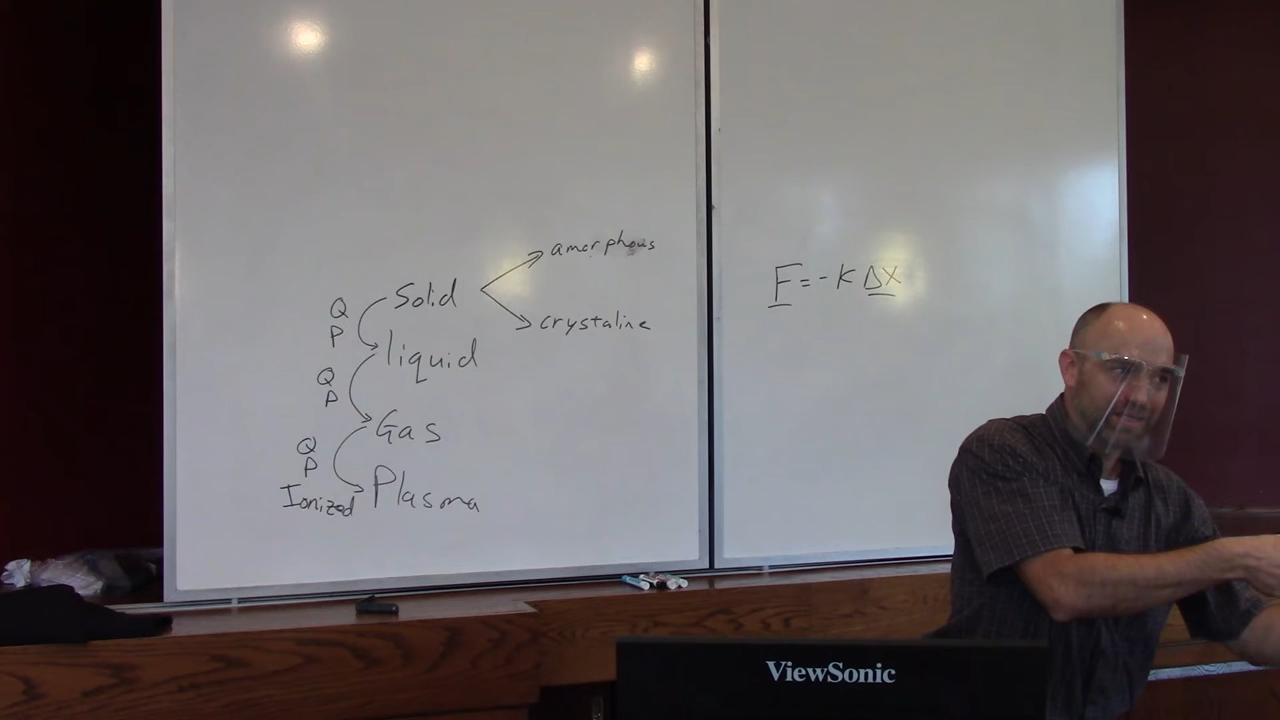 amorphous
Q Solid
P
crystaline
liquid
Q
P
Gas
Q
P
Ionized Plasma
F = - K ΔX
ViewSonic